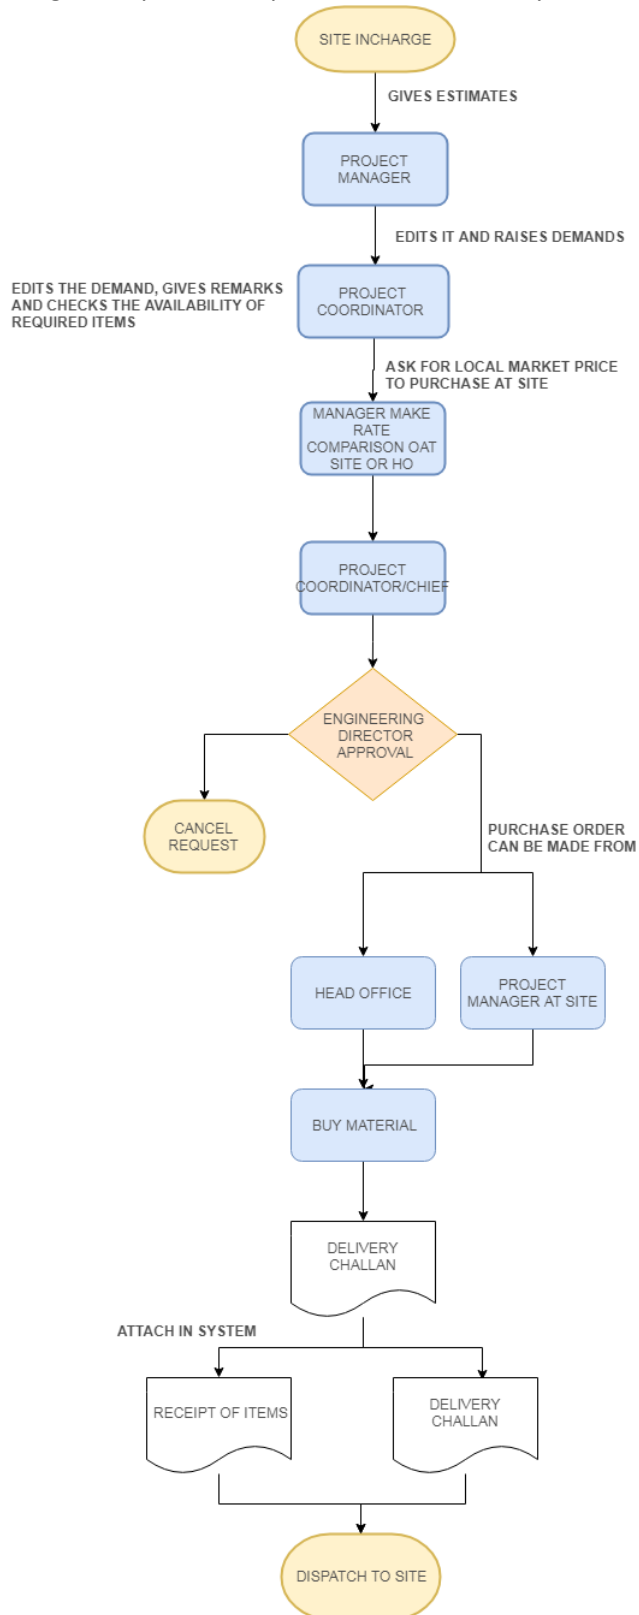 SITE INCHARGE
GIVES ESTIMATES
PROJECT
MANAGER
EDITS IT AND RAISES DEMANDS
EDITS THE DEMAND, GIVES REMARKS
AND CHECKS THE AVAILABILITY OF
REQUIRED ITEMS
PROJECT
COORDINATOR
ASK FOR LOCAL MARKET PRICE
TO PURCHASE AT SITE
MANAGER MAKE
RATE
COMPARISON OAT
SITE OR HO
PROJECT
COORDINATOR/CHIEF
ENGINEERING
DIRECTOR
APPROVAL
CANCEL
REQUEST
PURCHASE ORDER
CAN BE MADE FROM
HEAD OFFICE
PROJECT
MANAGER AT SITE
BUY MATERIAL
DELIVERY
CHALLAN
ATTACH IN SYSTEM
RECEIPT OF ITEMS
DELIVERY
CHALLAN
DISPATCH TO SITE